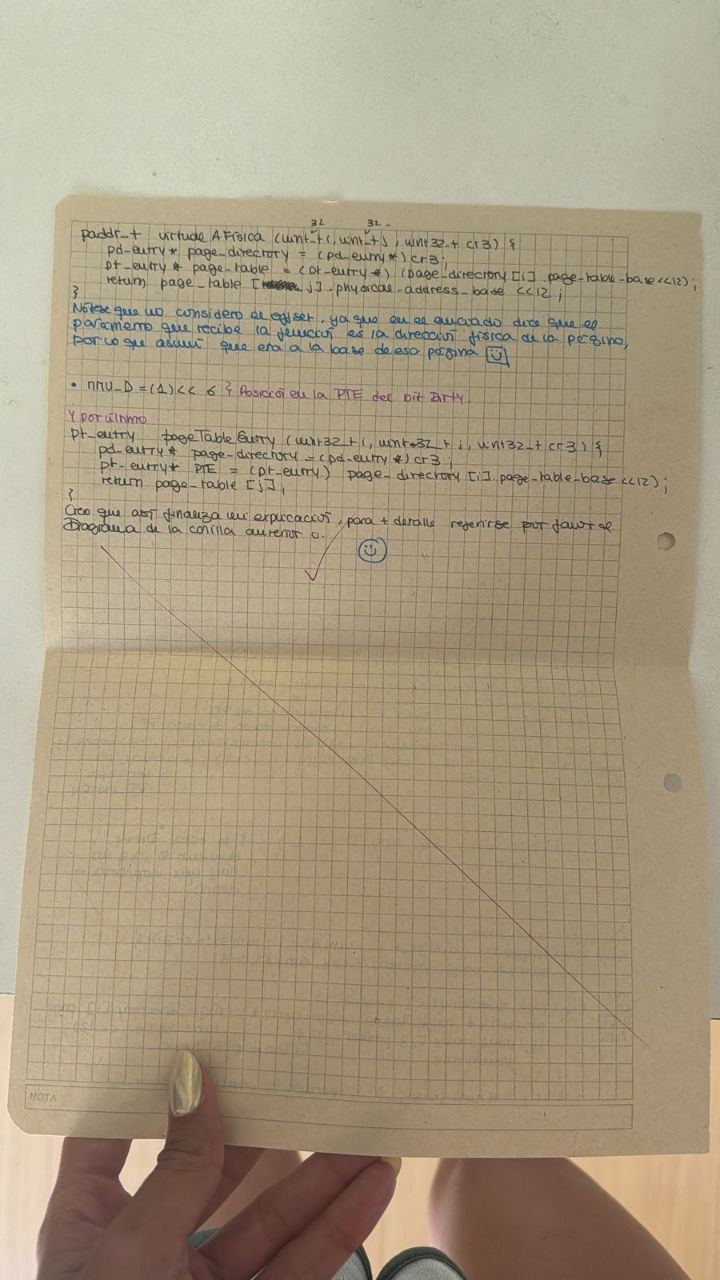 32 32
paddr_t virtudeAFisica (uint_t i, uint_t j, uint32_t cr3) {
pd_entry* page_directory = (pd_entry*) cr3;
pt_entry* page_table = (pt_entry*) (page_directory [i].page_table_base <<12);
return page_table [ j].physical_address_base <<12;
}
Nótese que no considero el offset, ya que en el enunciado dice que el
parámetro que recibe la función es la dirección física de la página,
por lo que asumí que era a la base de esa página
• MMU_D = (1) << 6 } Posición en la PTE del bit Dirty.
Y por último
pt_entry pageTableEntry (uint32_t i, uint32_t j, uint32_t cr3) {
pd_entry* page_directory = (pd_entry*) cr3;
pt_entry* PTE = (pt_entry) page_directory [i].page_table_base <<12);
return page_table [j];
}
Creo que así finaliza mi explicación, para + detalle referirse por favor al
Diagrama de la carilla anterior
NOTA